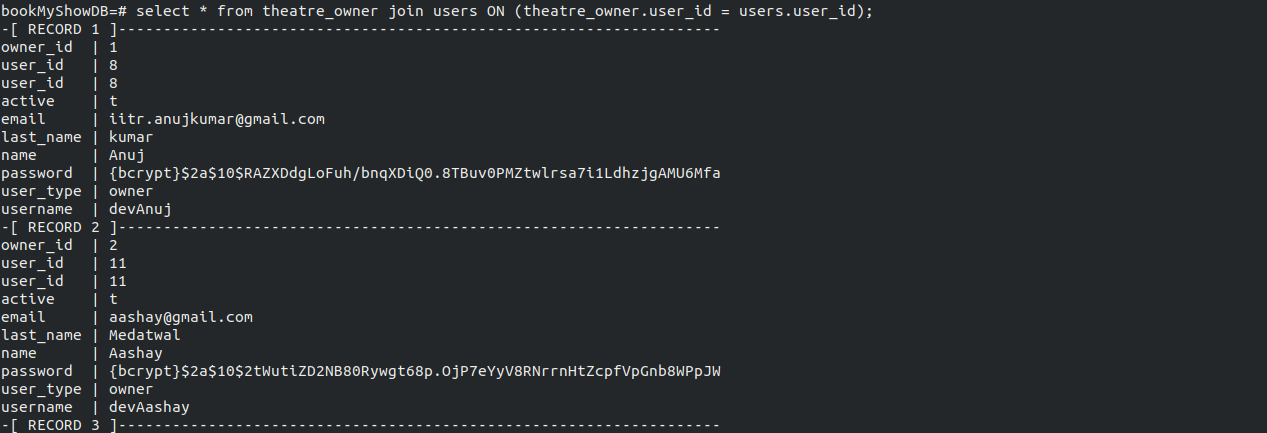 bookMyShowDB=# select * from theatre_owner join users ON (theatre_owner.user_id = users.user_id);
-[ RECORD 1 ]-------------------------------------------------------------------
owner_id  | 1
user_id   | 8
user_id   | 8
active    | t
email     | iitr.anujkumar@gmail.com
last_name | kumar
name      | Anuj
password  | {bcrypt}$2a$10$RAZXDdgLoFuh/bnqXDiQ0.8TBuv0PMZtwlrsa7i1LdhzjgAMU6Mfa
user_type | owner
username  | devAnuj
-[ RECORD 2 ]-------------------------------------------------------------------
owner_id  | 2
user_id   | 11
user_id   | 11
active    | t
email     | aashay@gmail.com
last_name | Medatwal
name      | Aashay
password  | {bcrypt}$2a$10$2tWutiZD2NB80Rywgt68p.OjP7eYyV8RNrrnHtZcpfVpGnb8WPpJW
user_type | owner
username  | devAashay
-[ RECORD 3 ]-------------------------------------------------------------------